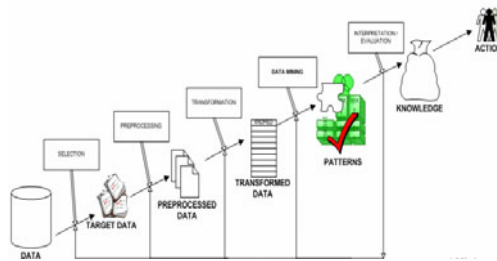 INTERPRETATION /
EVALUATION
ACTION
DATA MINING
TRANSFORMATION
KNOWLEDGE
PREPROCESSING
PATTERNS
SELECTION
TRANSFORMED
DATA
PREPROCESSED
DATA
TARGET DATA
DATA